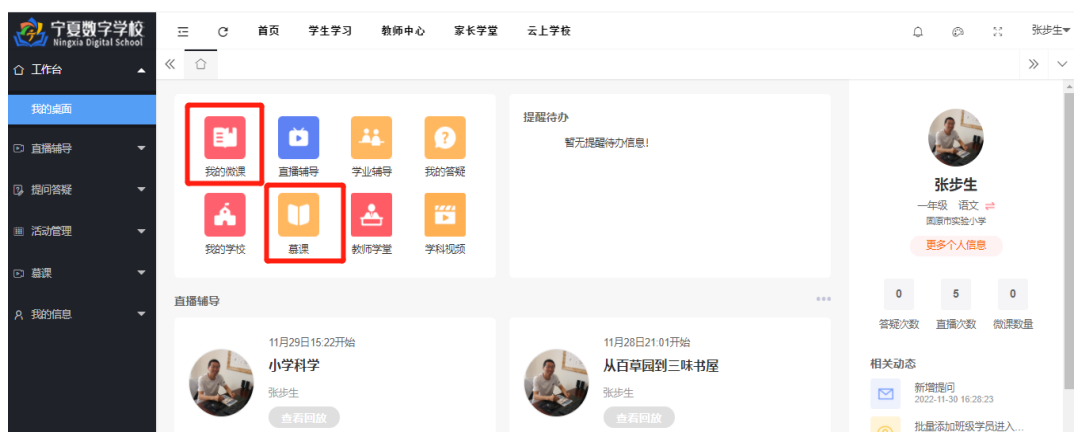 宁夏数字学校
Ningxia Digital School
首页 学生学习 教师中心 家长学堂 云上学校
张步生
工作台
我的桌面
直播辅导
提问答疑
活动管理
慕课
我的信息
我的微课 直播辅导 学业辅导 我的答疑
我的学校 慕课 教师学堂 学科视频
提醒待办
暂无提醒待办信息!
张步生
一年级 语文
固原市实验小学
更多个人信息
0 5 0
答疑次数 直播次数 微课数量
直播辅导
11月29日15:22开始
小学科学
张步生
查看回放
11月28日21:01开始
从百草园到三味书屋
张步生
查看回放
相关动态
新增提问
2022-11-30 16:28:23
批量添加班级学员进入...